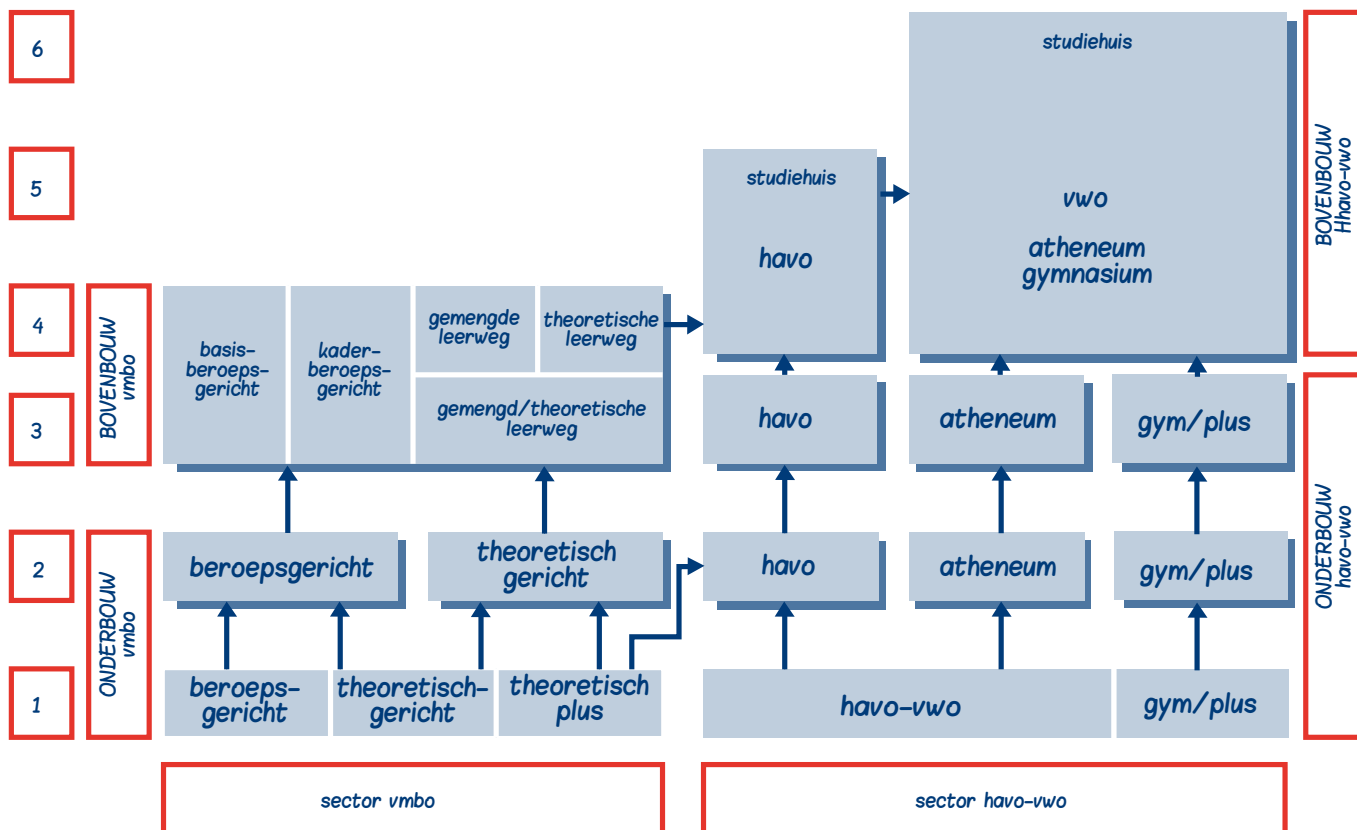 6
studiehuis
5
studiehuis
vwo
havo
atheneum
gymnasium
BOVENBOUW
Hhavo-vwo
4
BOVENBOUW
vmbo
basis-
beroeps-
gericht
kader-
beroeps-
gericht
gemengde
leerweg
theoretische
leerweg
3
gemengd/theoretische
leerweg
havo
atheneum
gym/plus
ONDERBOUW
havo-vwo
2
ONDERBOUW
vmbo
beroepsgericht
theoretisch
gericht
havo
atheneum
gym/plus
1
beroeps-
gericht
theoretisch-
gericht
theoretisch
plus
havo-vwo
gym/plus
sector vmbo
sector havo-vwo